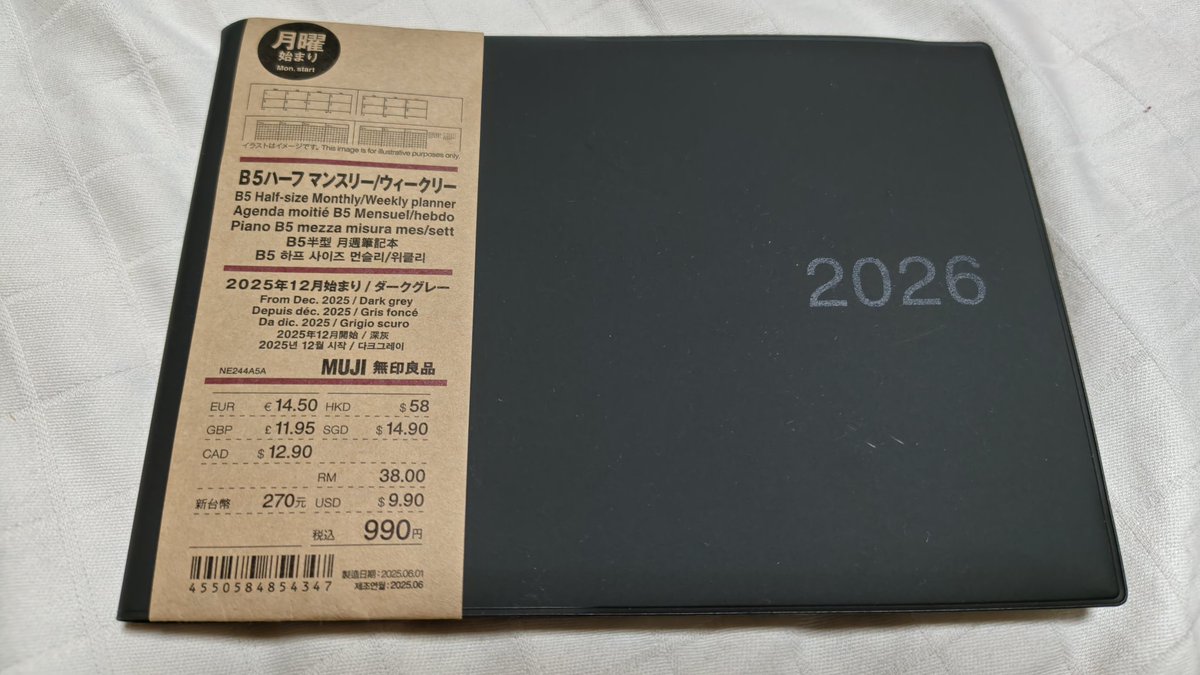 月曜
始まり
Mon. start
イラストはイメージです。This image is for illustrative purposes only.
B5ハーフ マンスリー/ウィークリー
B5 Half-size Monthly/Weekly planner
Agenda moitié B5 Mensuel/hebdo
Piano B5 mezza misura mes/sett
B5半型 月週筆記本
B5 하프 사이즈 먼슬리/위클리
2025年12月始まり / ダークグレー
From Dec. 2025 / Dark grey
Depuis déc. 2025 / Gris foncé
Da dic. 2025 / Grigio scuro
2025年12月開始 / 深灰
2025년 12월 시작 / 다크그레이
NE244A5A MUJI 無印良品
EUR € 14.50 HKD $ 58
GBP £ 11.95 SGD $ 14.90
CAD $ 12.90
RM 38.00
新台幣 270元 USD $ 9.90
税込 990円
4550584854347
製造日期:2025.06.01
제조연월:2025.06
2026